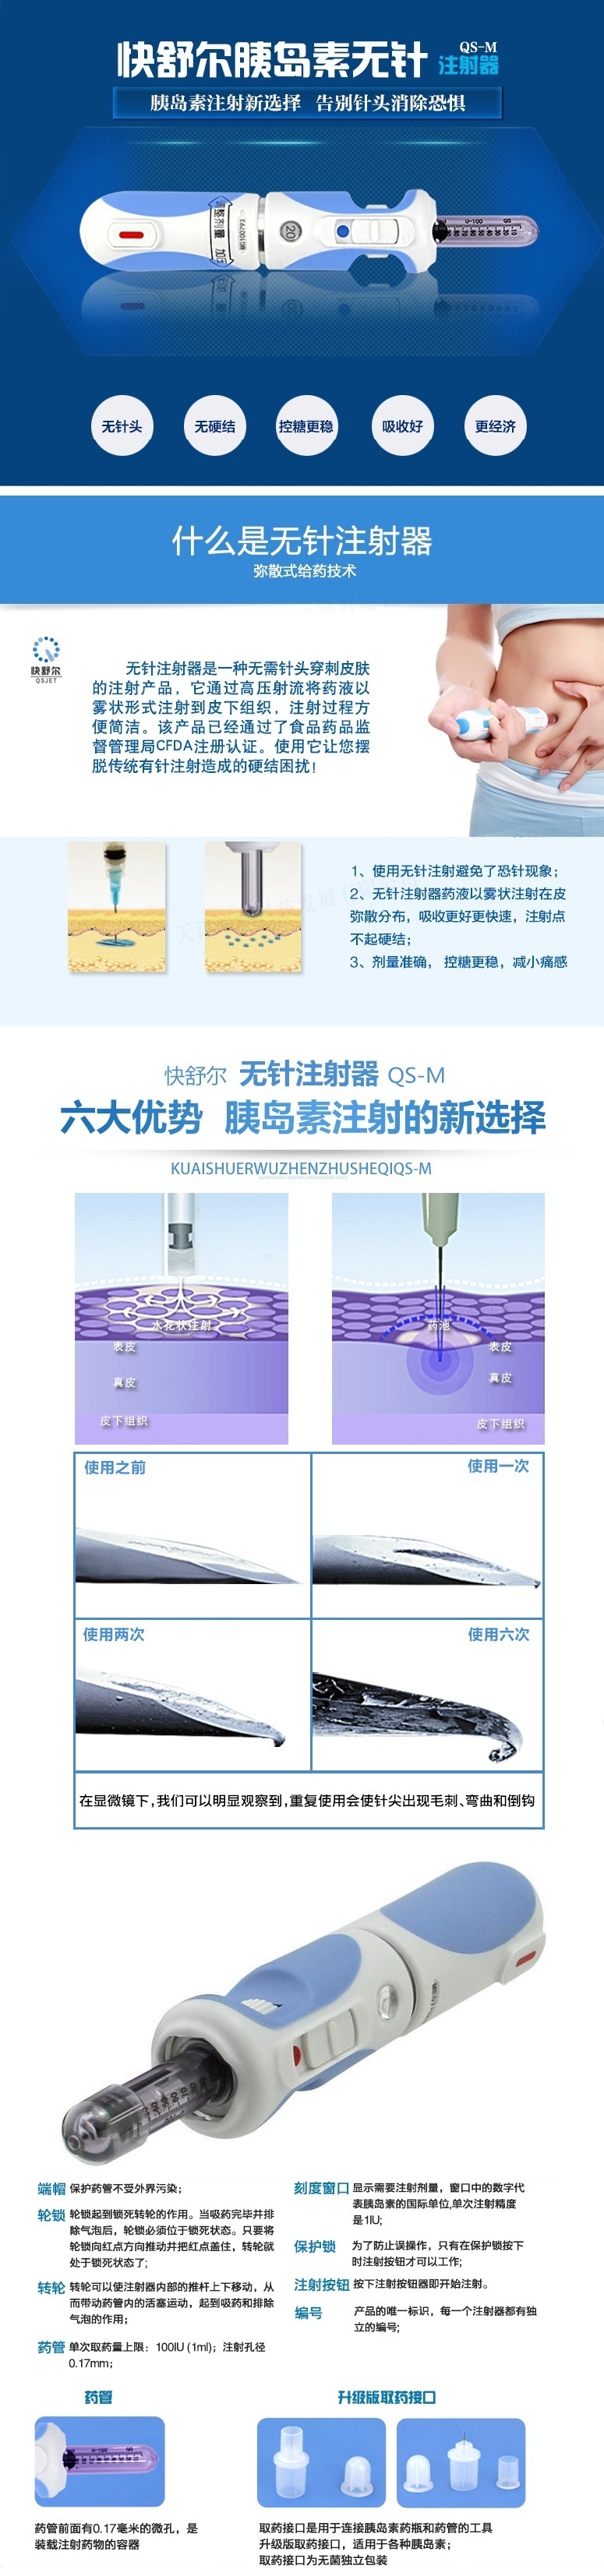 快舒尔胰岛素无针 QS-M
注射器
胰岛素注射新选择 告别针头消除恐惧
调整剂量 加压
20
U-100 QS
无针头
无硬结
控糖更稳
吸收好
更经济
什么是无针注射器
弥散式给药技术
快舒尔
QSJET
无针注射器是一种无需针头穿刺皮肤
的注射产品，它通过高压射流将药液以
雾状形式注射到皮下组织，注射过程方
便简洁。该产品已经通过了食品药品监
督管理局CFDA注册认证。使用它让您摆
脱传统有针注射造成的硬结困扰！
1、使用无针注射避免了恐针现象；
2、无针注射器药液以雾状注射在皮
弥散分布，吸收更好更快速，注射点
不起硬结；
3、剂量准确， 控糖更稳，减小痛感
快舒尔 无针注射器 QS-M
六大优势 胰岛素注射的新选择
KUAISHUERWUZHENZHUSHEQIQS-M
水花状注射
表皮
真皮
皮下组织
药池
表皮
真皮
皮下组织
使用之前
使用一次
使用两次
使用六次
在显微镜下，我们可以明显观察到，重复使用会使针尖出现毛刺、弯曲和倒钩
端帽 保护药管不受外界污染；
轮锁 轮锁起到锁死转轮的作用。当吸药完毕并排
除气泡后，轮锁必须位于锁死状态。只要将
轮锁向红点方向推动并把红点盖住，转轮就
处于锁死状态了；
转轮 转轮可以使注射器内部的推杆上下移动，从
而带动药管内的活塞运动，起到吸药和排除
气泡的作用；
药管 单次取药量上限：100IU (1ml)；注射孔径
0.17mm；
刻度窗口 显示需要注射剂量，窗口中的数字代
表胰岛素的国际单位，单次注射精度
是1IU；
保护锁 为了防止误操作，只有在保护锁按下
时注射按钮才可以工作；
注射按钮 按下注射按钮器即开始注射。
编号 产品的唯一标识，每一个注射器都有独
立的编号；
药管
药管前面有0.17毫米的微孔，是
装载注射药物的容器
升级版取药接口
取药接口是用于连接胰岛素药瓶和药管的工具
升级版取药接口，适用于各种胰岛素；
取药接口为无菌独立包装